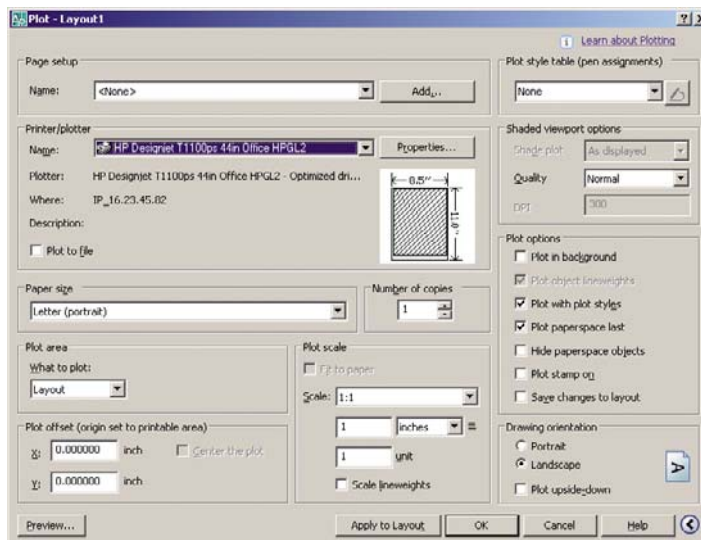 Plot - Layout1
Learn about Plotting
Page setup
Name: <None> Add...
Plot style table (pen assignments)
None
Printer/plotter
Name: HP Designjet T1100ps 44in Office HPGL2 Properties...
Plotter: HP Designjet T1100ps 44in Office HPGL2 - Optimized dri...
Where: IP_16.23.45.82
Description:
Plot to file
8.5''
11.0''
Shaded viewport options
Shade plot As displayed
Quality Normal
DPI 300
Paper size
Letter (portrait)
Number of copies
1
Plot area
What to plot:
Layout
Plot scale
Fit to paper
Scale: 1:1
1 inches =
1 unit
Scale lineweights
Plot offset (origin set to printable area)
X: 0.000000 inch Center the plot
Y: 0.000000 inch
Plot options
Plot in background
Plot object lineweights
Plot with plot styles
Plot paperspace last
Hide paperspace objects
Plot stamp on
Save changes to layout
Drawing orientation
Portrait
Landscape
Plot upside-down
A
Preview... Apply to Layout OK Cancel Help